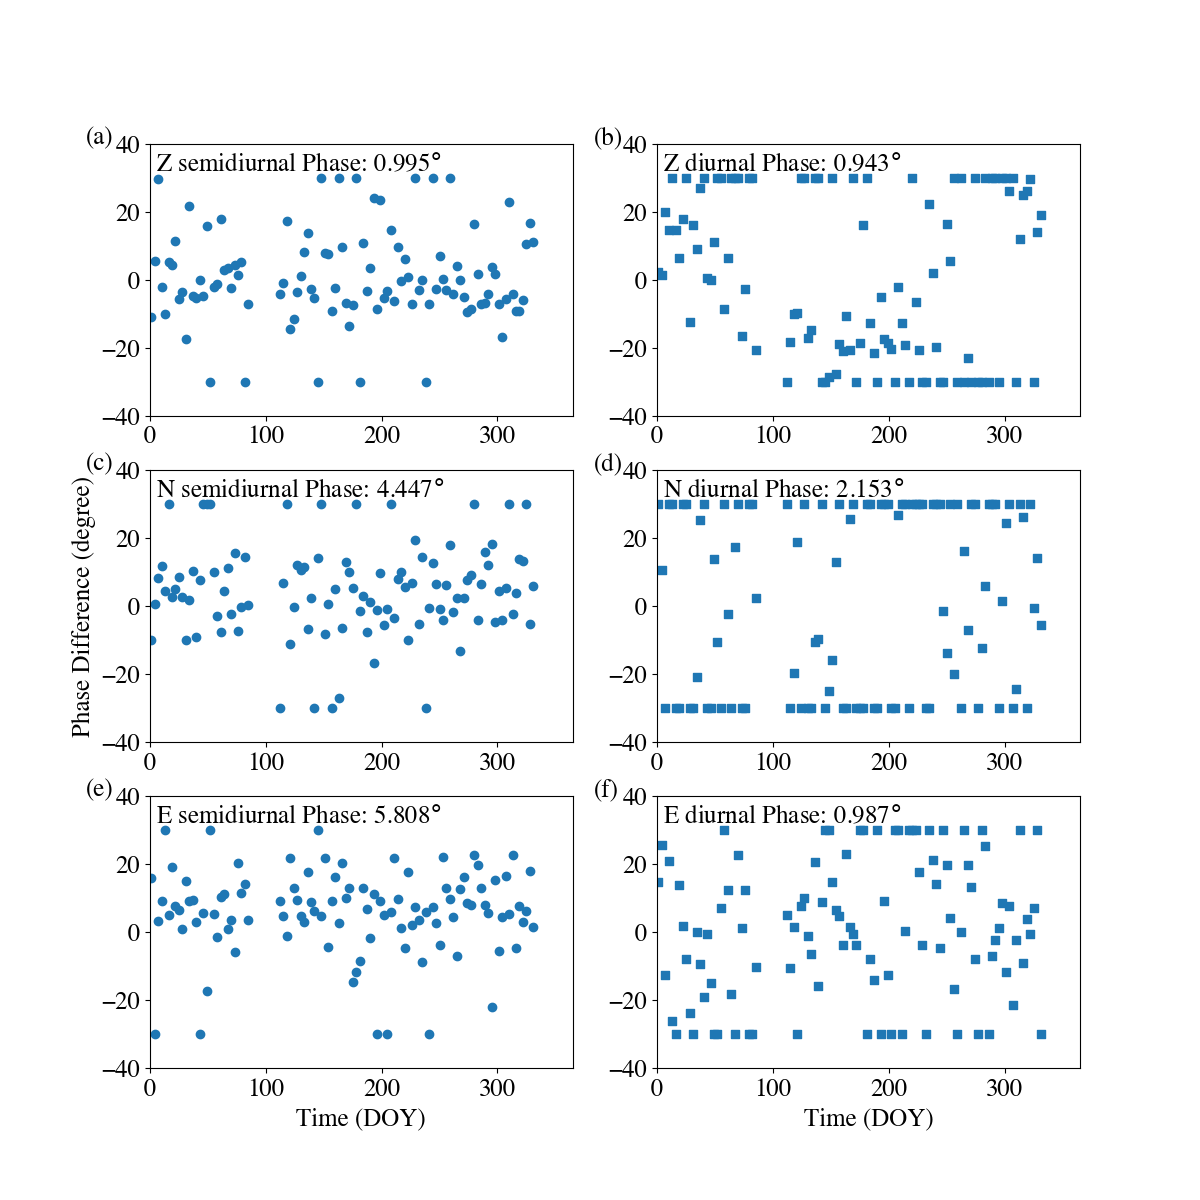 (a)
Z semidiurnal Phase: 0.995°
40
20
0
−20
−40
0 100 200 300
(b)
Z diurnal Phase: 0.943°
40
20
0
−20
−40
0 100 200 300
Phase Difference (degree)
(c)
N semidiurnal Phase: 4.447°
40
20
0
−20
−40
0 100 200 300
(d)
N diurnal Phase: 2.153°
40
20
0
−20
−40
0 100 200 300
(e)
E semidiurnal Phase: 5.808°
40
20
0
−20
−40
0 100 200 300
Time (DOY)
(f)
E diurnal Phase: 0.987°
40
20
0
−20
−40
0 100 200 300
Time (DOY)